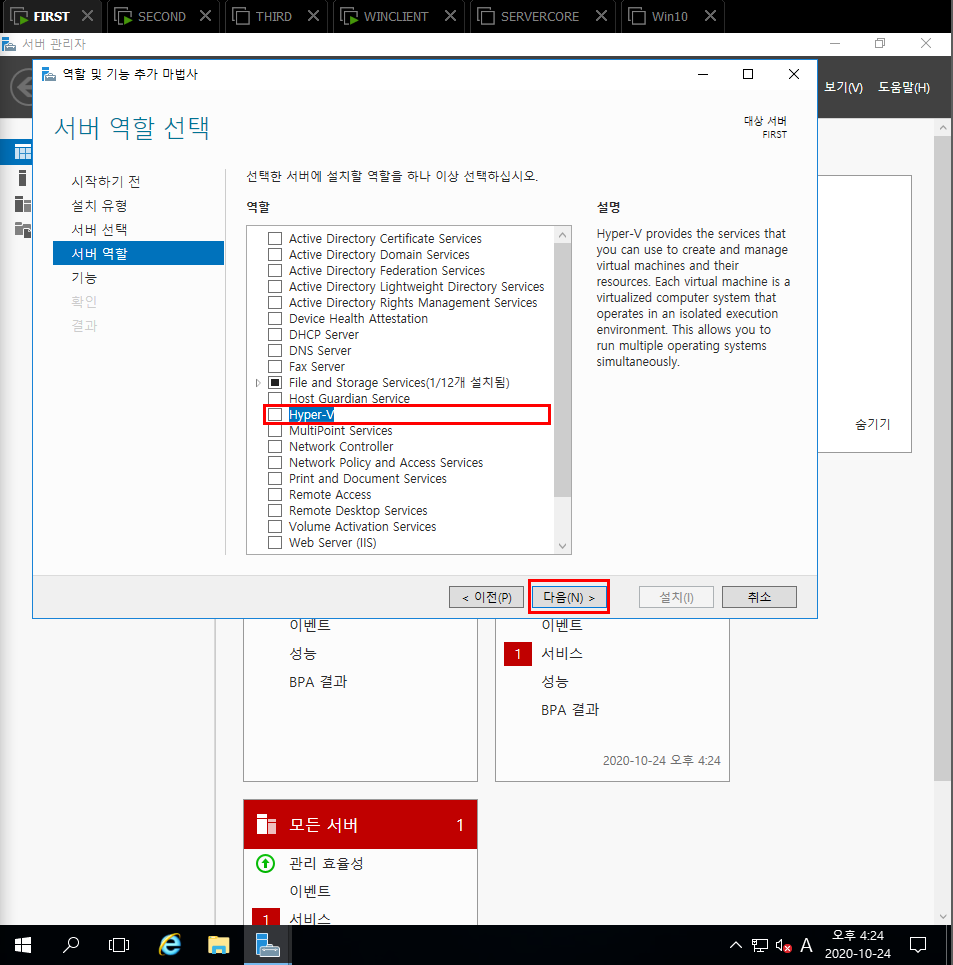 FIRST
SECOND
THIRD
WINCLIENT
SERVERCORE
Win10
서버 관리자
역할 및 기능 추가 마법사
보기(V)
도움말(H)
서버 역할 선택
대상 서버
FIRST
시작하기 전
설치 유형
서버 선택
서버 역할
기능
확인
결과
선택한 서버에 설치할 역할을 하나 이상 선택하십시오.
역할
Active Directory Certificate Services
Active Directory Domain Services
Active Directory Federation Services
Active Directory Lightweight Directory Services
Active Directory Rights Management Services
Device Health Attestation
DHCP Server
DNS Server
Fax Server
File and Storage Services(1/12개 설치됨)
Host Guardian Service
Hyper-V
MultiPoint Services
Network Controller
Network Policy and Access Services
Print and Document Services
Remote Access
Remote Desktop Services
Volume Activation Services
Web Server (IIS)
설명
Hyper-V provides the services that
you can use to create and manage
virtual machines and their
resources. Each virtual machine is a
virtualized computer system that
operates in an isolated execution
environment. This allows you to
run multiple operating systems
simultaneously.
숨기기
< 이전(P)
다음(N) >
설치(I)
취소
이벤트
성능
BPA 결과
이벤트
1 서비스
성능
BPA 결과
2020-10-24 오후 4:24
모든 서버 1
관리 효율성
이벤트
1 서비스
A
오후 4:24
2020-10-24